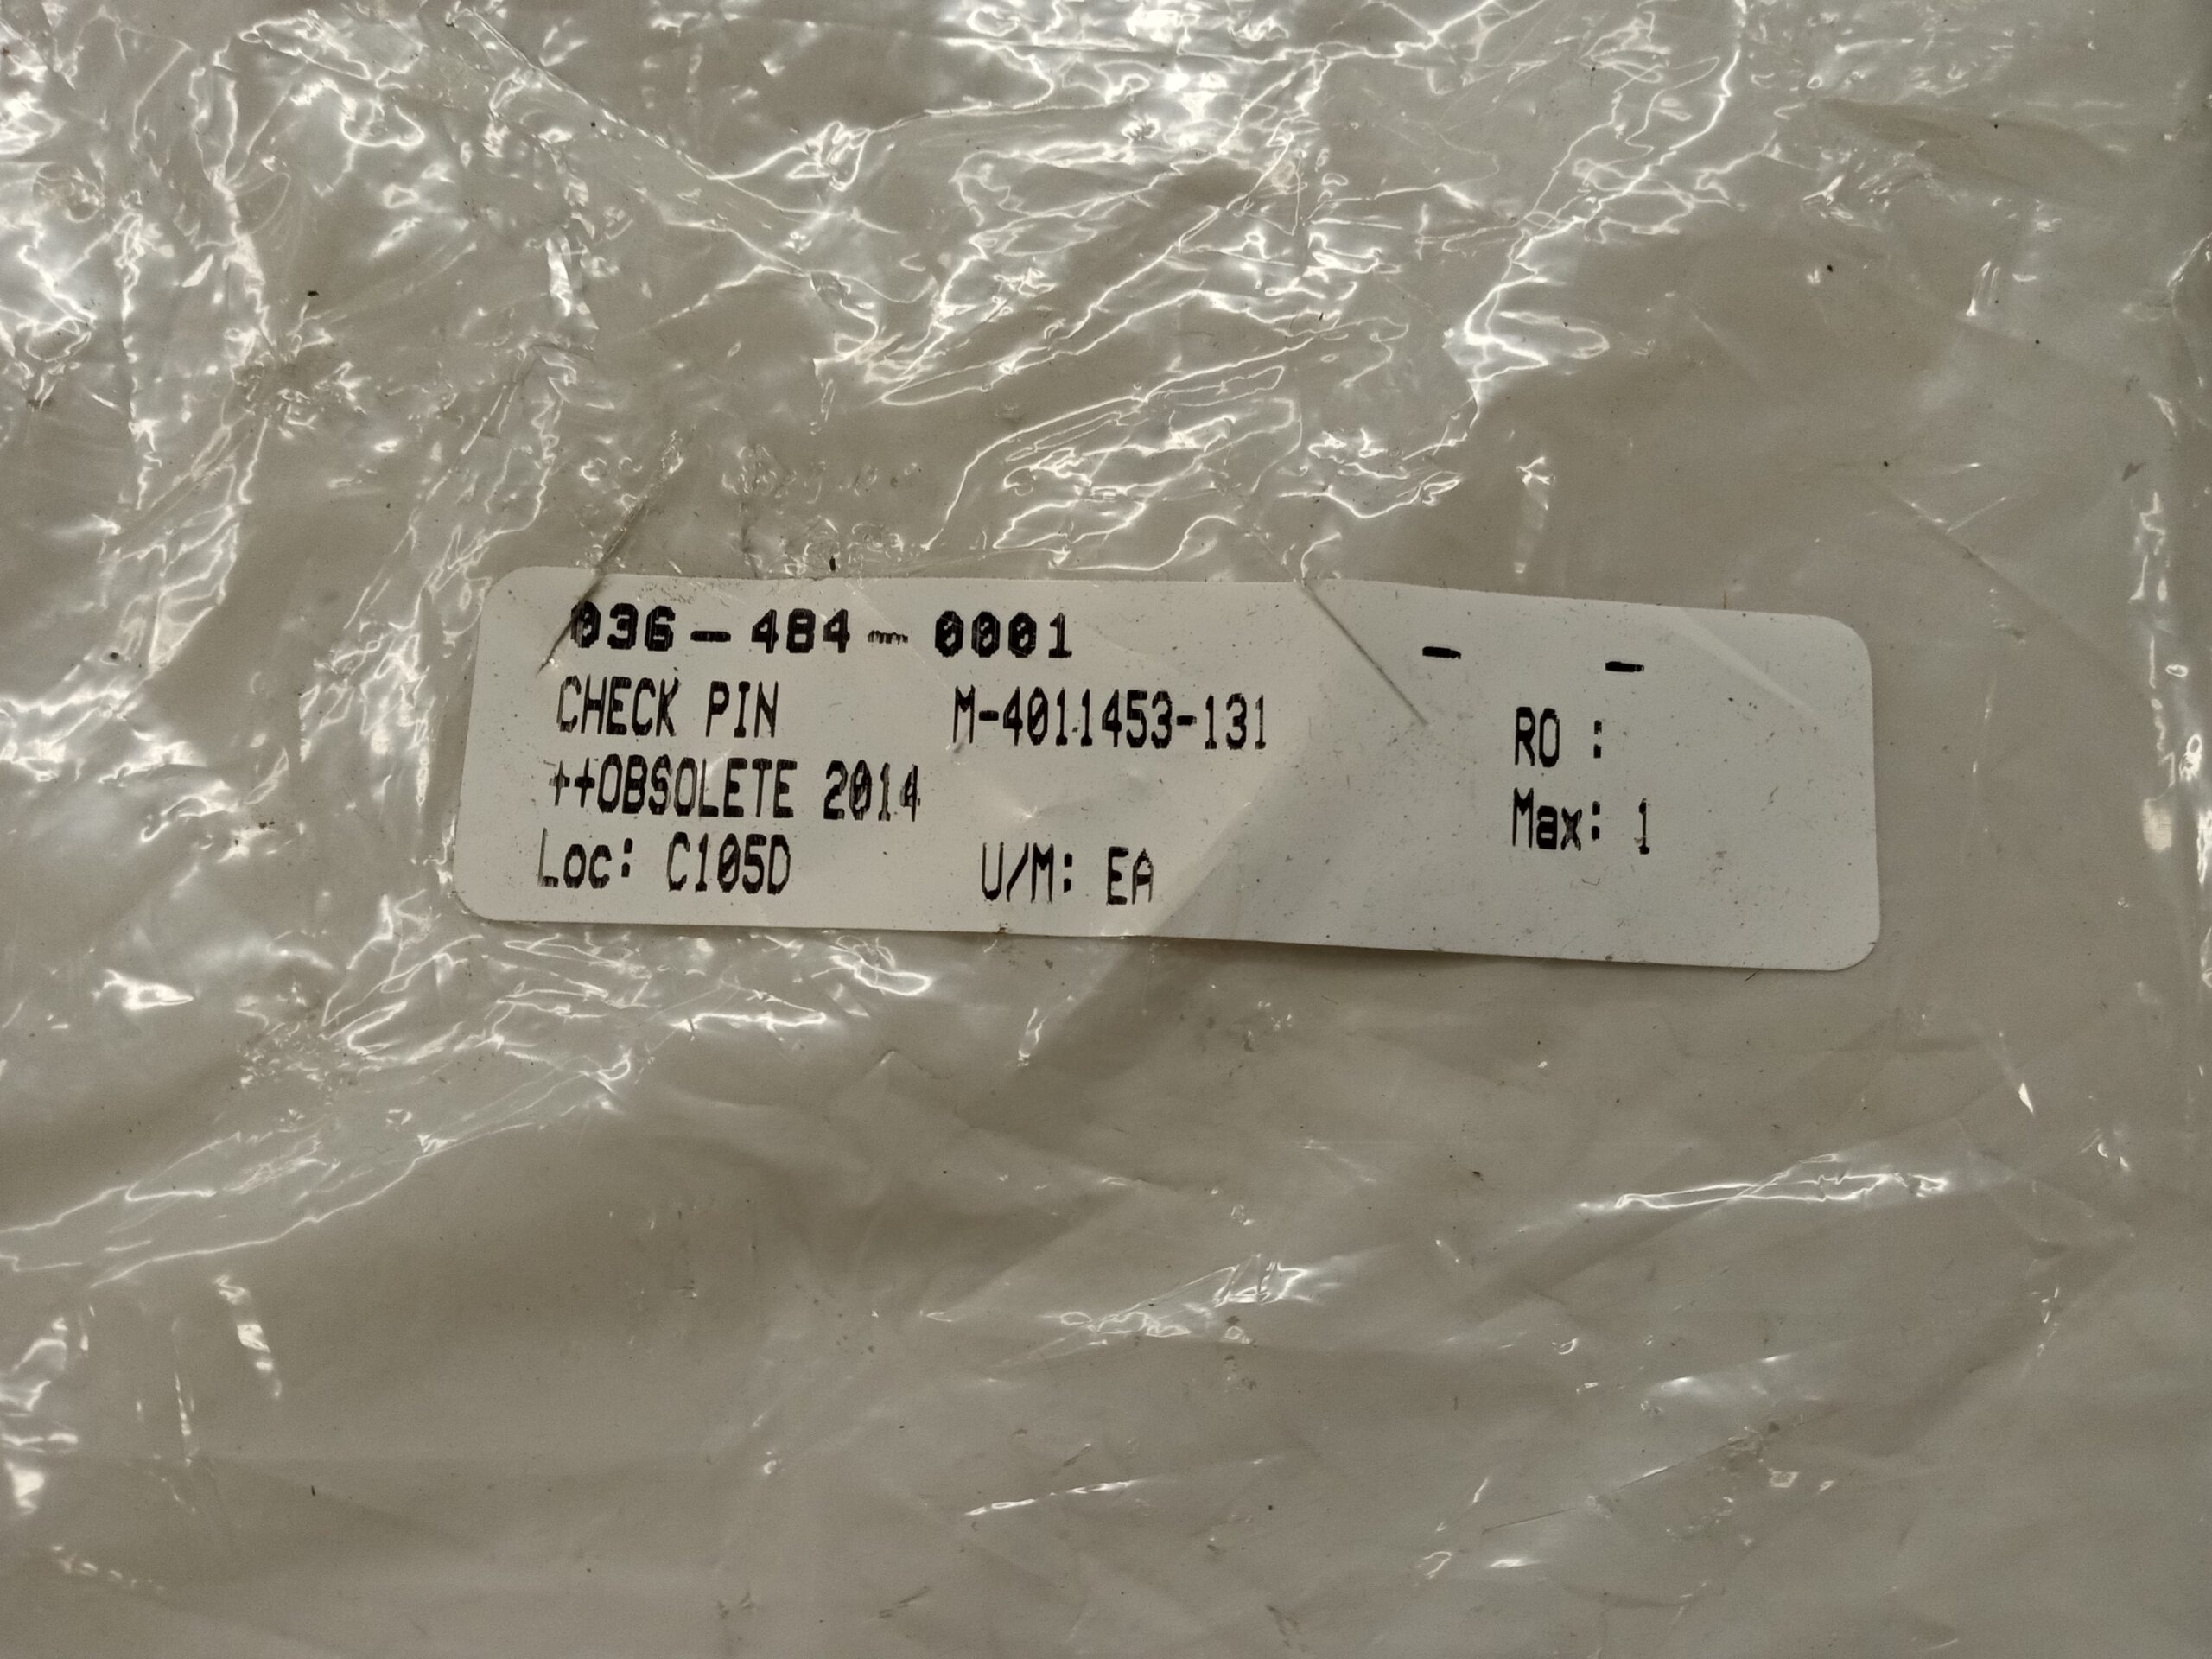 036-484-0001 - -
CHECK PIN M-4011453-131 RO :
++OBSOLETE 2014 Max: 1
Loc: C105D U/M: EA